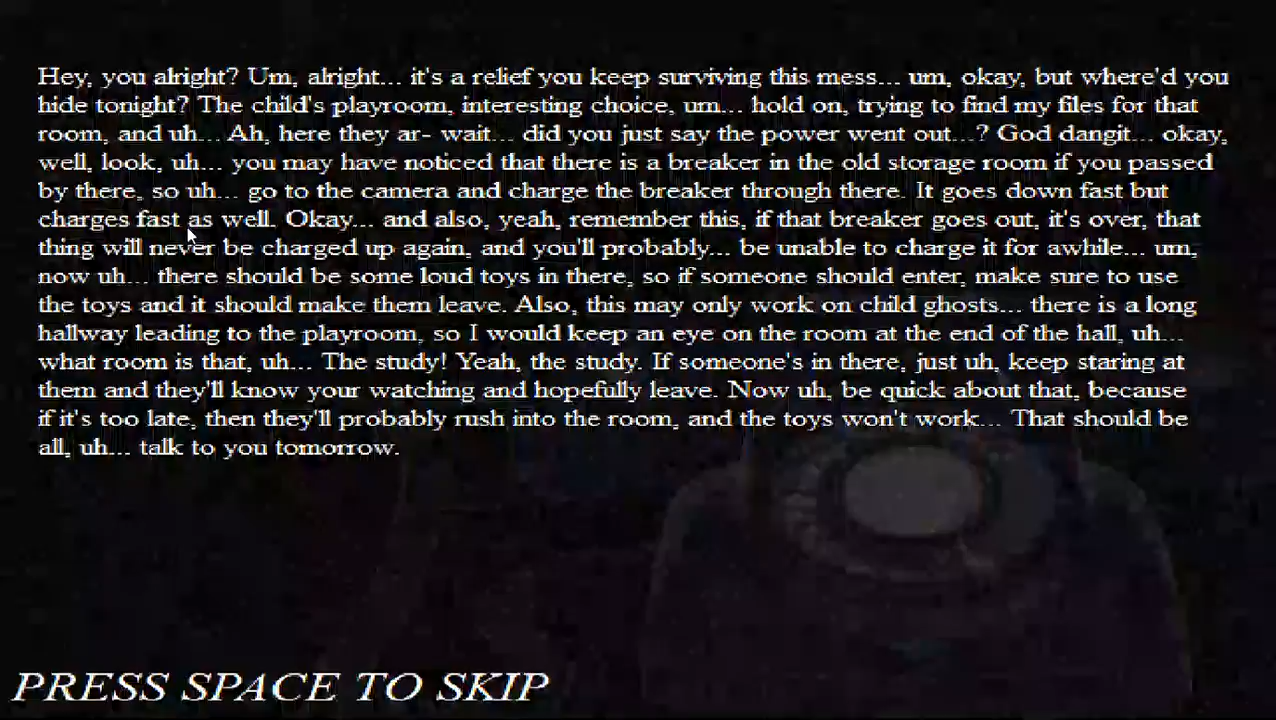 Hey, you alright? Um, alright... it's a relief you keep surviving this mess... um, okay, but where'd you
hide tonight? The child's playroom, interesting choice, um... hold on, trying to find my files for that
room, and uh... Ah, here they ar- wait... did you just say the power went out...? God dangit... okay,
well, look, uh... you may have noticed that there is a breaker in the old storage room if you passed
by there, so uh... go to the camera and charge the breaker through there. It goes down fast but
charges fast as well. Okay... and also, yeah, remember this, if that breaker goes out, it's over, that
thing will never be charged up again, and you'll probably... be unable to charge it for awhile... um,
now uh... there should be some loud toys in there, so if someone should enter, make sure to use
the toys and it should make them leave. Also, this may only work on child ghosts... there is a long
hallway leading to the playroom, so I would keep an eye on the room at the end of the hall, uh...
what room is that, uh... The study! Yeah, the study. If someone's in there, just uh, keep staring at
them and they'll know your watching and hopefully leave. Now uh, be quick about that, because
if it's too late, then they'll probably rush into the room, and the toys won't work... That should be
all, uh... talk to you tomorrow.
PRESS SPACE TO SKIP